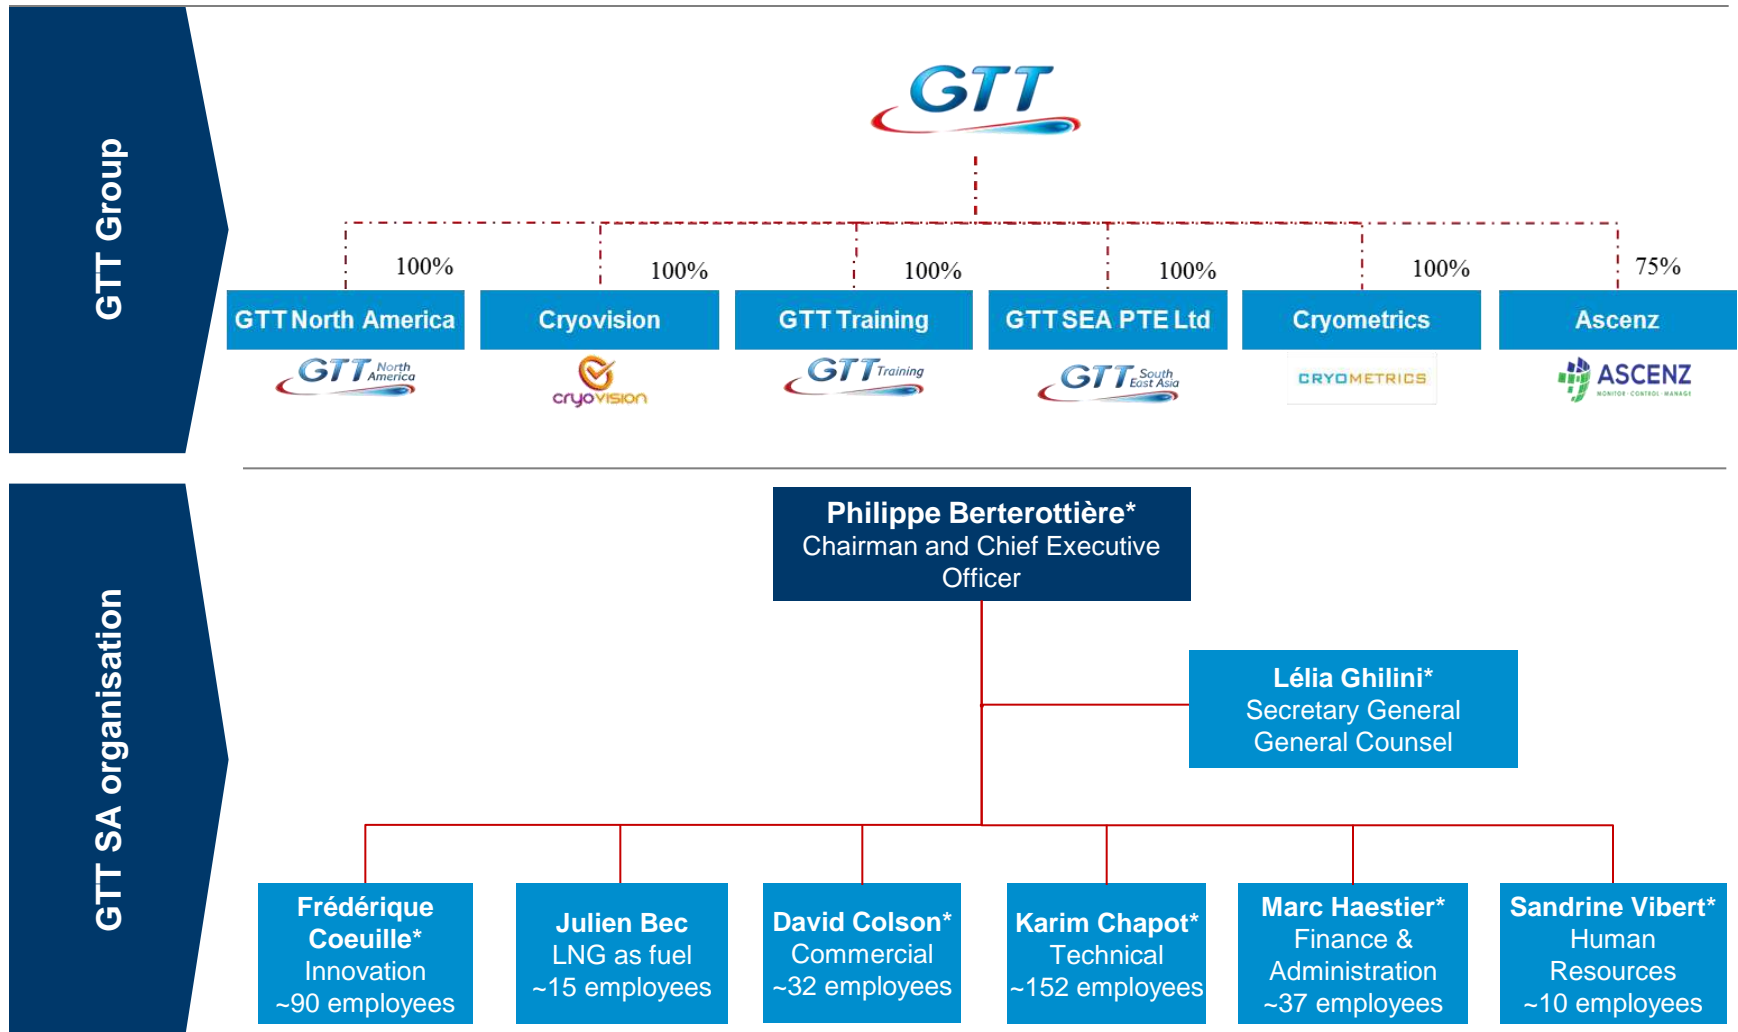 GTT Group
GTT
100%
100%
100%
100%
100%
75%
GTT North America
Cryovision
GTT Training
GTT SEA PTE Ltd
Cryometrics
Ascenz
GTT North
America
cryovision
GTT Training
GTT South
East Asia
CRYOMETRICS
ASCENZ
MONITOR · CONTROL · MANAGE
GTT SA organisation
Philippe Berterottière*
Chairman and Chief Executive
Officer
Lélia Ghilini*
Secretary General
General Counsel
Frédérique
Coeuille*
Innovation
~90 employees
Julien Bec
LNG as fuel
~15 employees
David Colson*
Commercial
~32 employees
Karim Chapot*
Technical
~152 employees
Marc Haestier*
Finance &
Administration
~37 employees
Sandrine Vibert*
Human
Resources
~10 employees